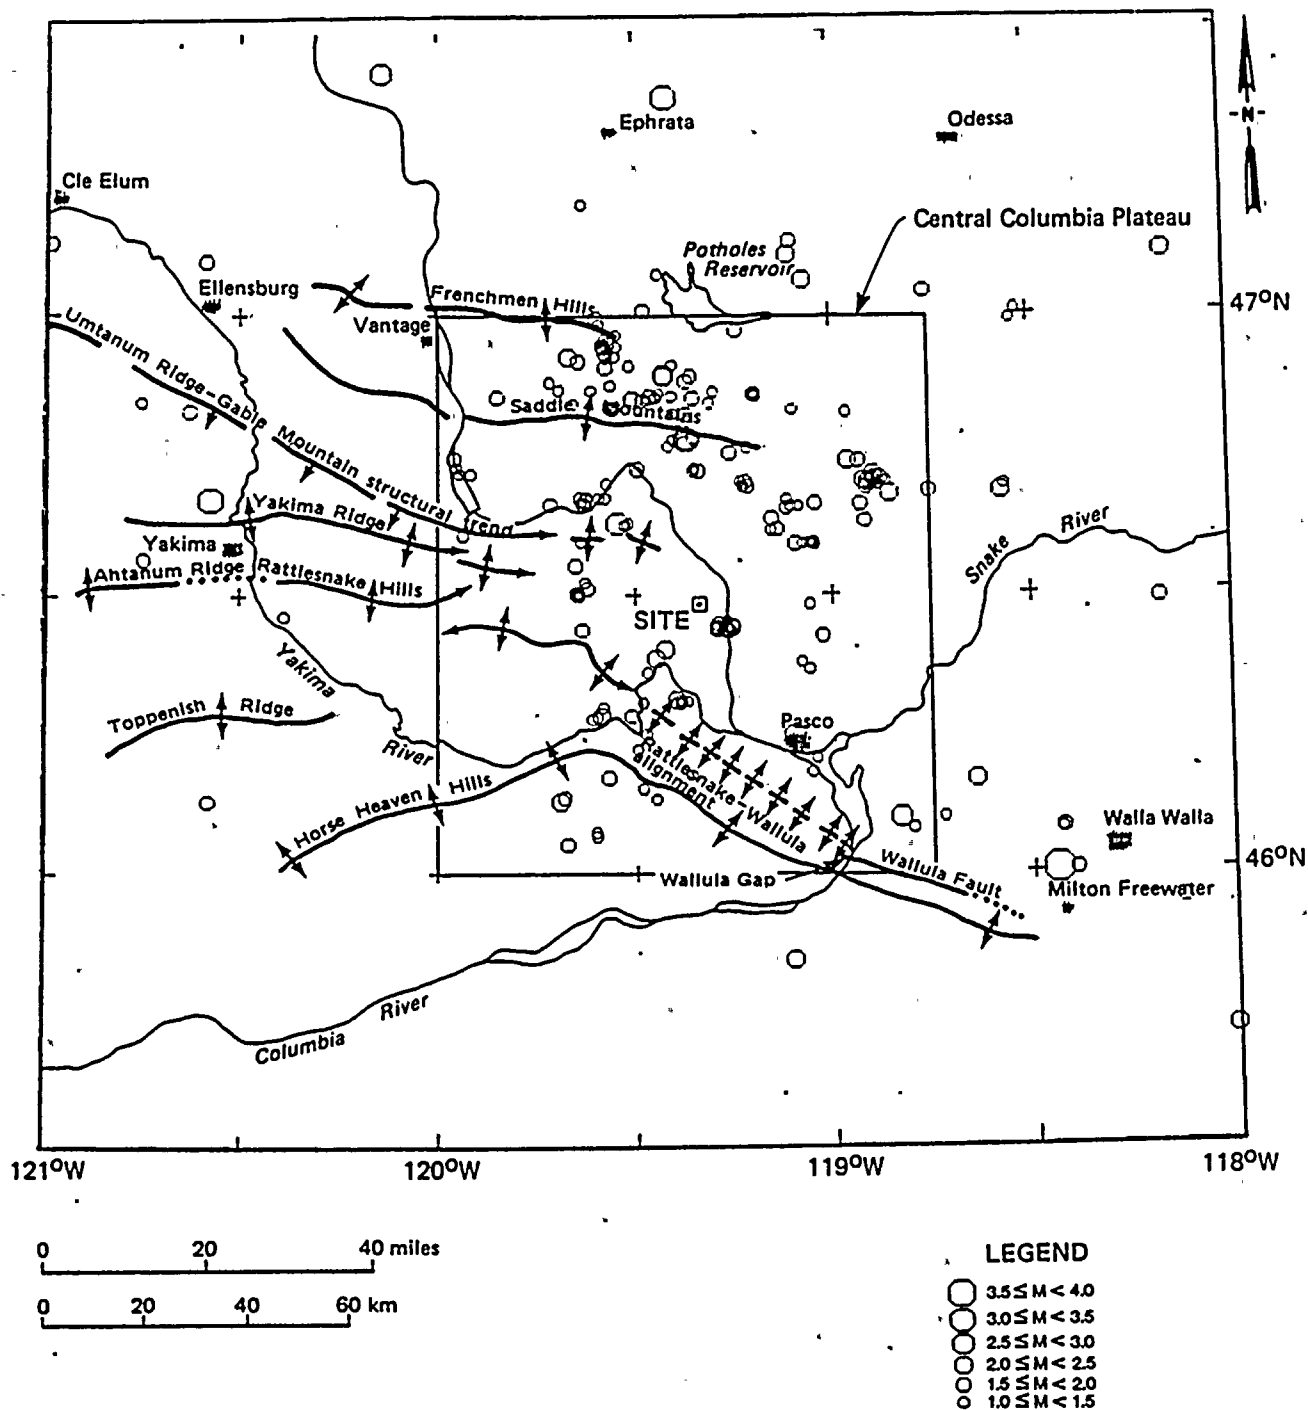 Ephrata
Odessa
-N-
Cle Elum
Central Columbia Plateau
Potholes
Reservoir
Ellensburg
Frenchmen Hills
47°N
Vantage
Umtanum Ridge-Gable Mountain structural trend
Saddle Mountains
Yakima Ridge
Yakima
Snake River
Ahtanum Ridge Rattlesnake Hills
SITE
Yakima River
Toppenish Ridge
Pasco
Rattlesnake-Wallula
alignment
Horse Heaven Hills
Walla Walla
46°N
Wallula Gap
Wallula Fault
Milton Freewater
Columbia River
121°W
120°W
119°W
118°W
0 20 40 miles
0 20 40 60 km
LEGEND
3.5 ≤ M < 4.0
3.0 ≤ M < 3.5
2.5 ≤ M < 3.0
2.0 ≤ M < 2.5
1.5 ≤ M < 2.0
1.0 ≤ M < 1.5